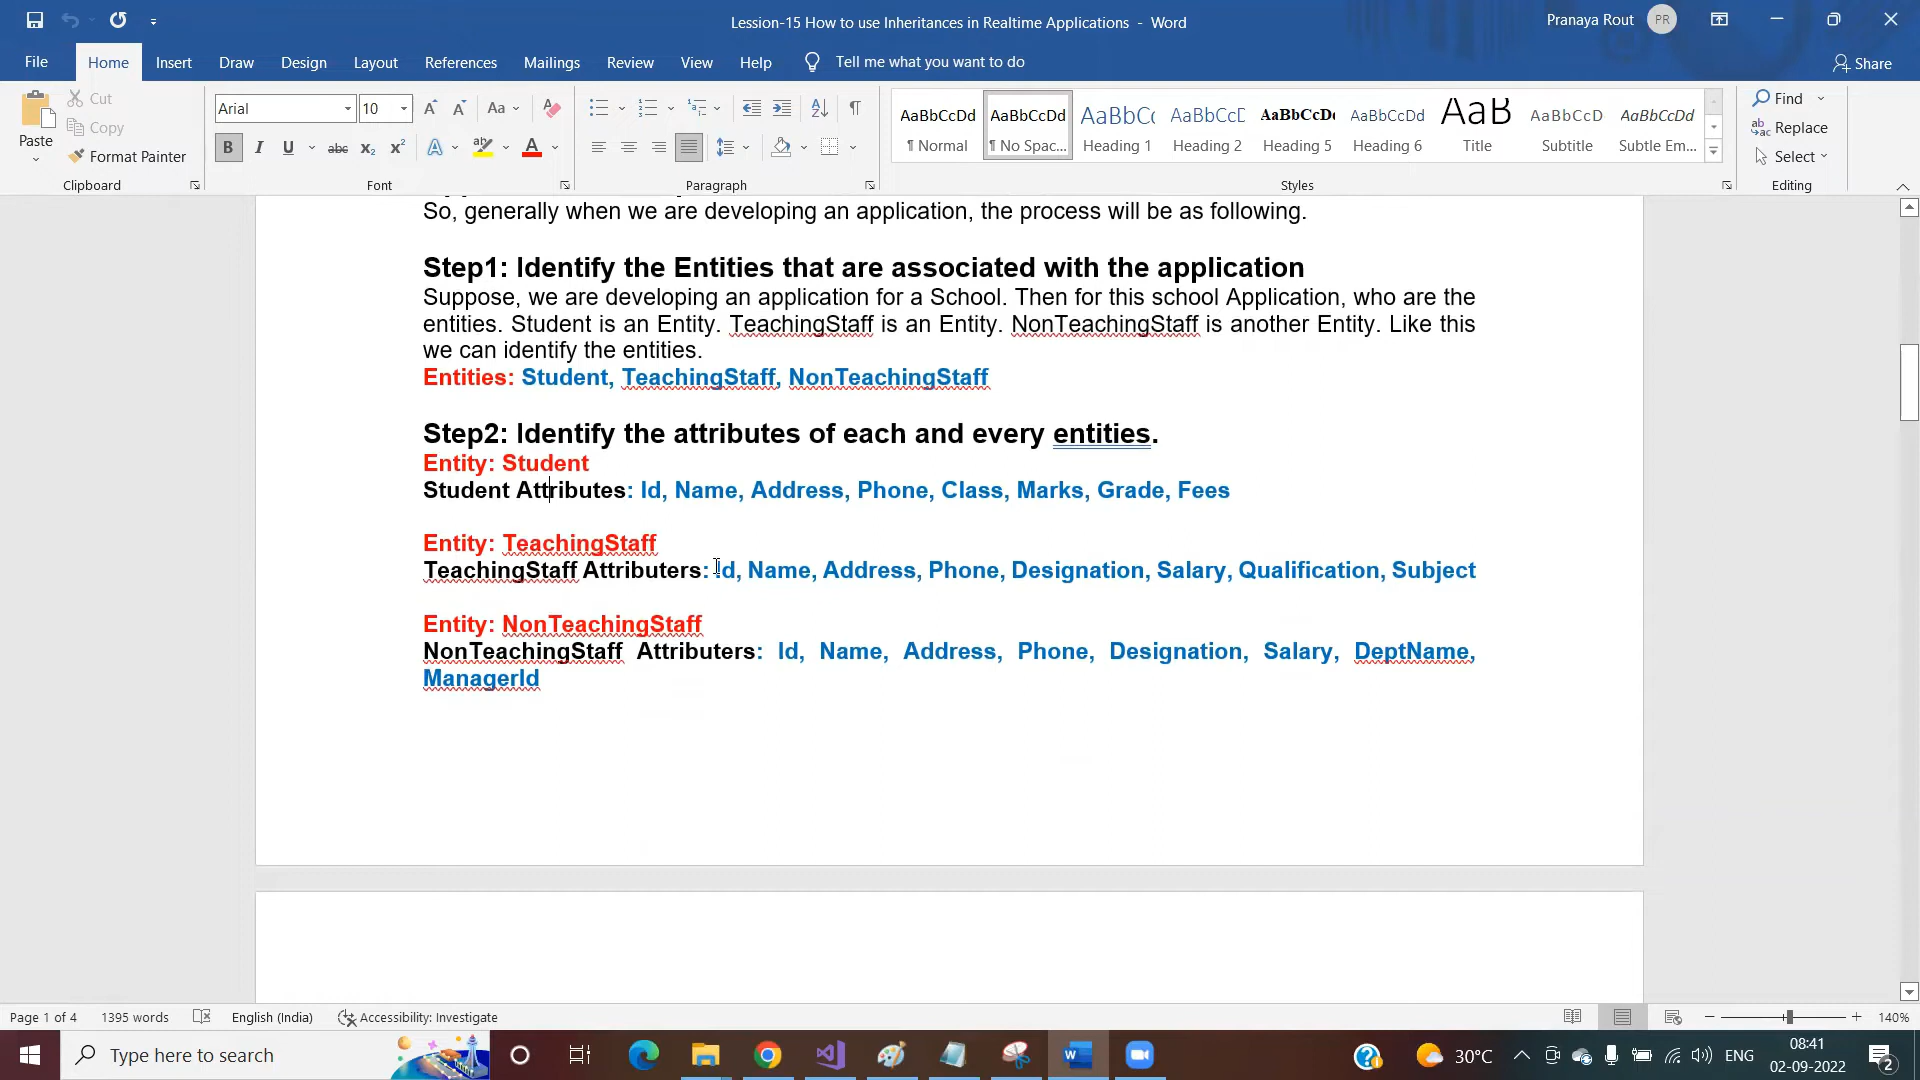 Lession-15 How to use Inheritances in Realtime Applications - Word
Pranaya Rout
PR
File
Home
Insert
Draw
Design
Layout
References
Mailings
Review
View
Help
Tell me what you want to do
Share
Paste
Cut
Copy
Format Painter
Clipboard
Arial
10
Aa
B I U abc x₂ x² A A
Font
Paragraph
AaBbCcDd
¶ Normal
AaBbCcDd
¶ No Spac...
AaBbCc
Heading 1
AaBbCcD
Heading 2
AaBbCcDc
Heading 5
AaBbCcDd
Heading 6
AaB
Title
AaBbCcD
Subtitle
AaBbCcDd
Subtle Em...
Styles
Find
Replace
Select
Editing
So, generally when we are developing an application, the process will be as following.
Step1: Identify the Entities that are associated with the application
Suppose, we are developing an application for a School. Then for this school Application, who are the
entities. Student is an Entity. TeachingStaff is an Entity. NonTeachingStaff is another Entity. Like this
we can identify the entities.
Entities: Student, TeachingStaff, NonTeachingStaff
Step2: Identify the attributes of each and every entities.
Entity: Student
Student Attributes: Id, Name, Address, Phone, Class, Marks, Grade, Fees
Entity: TeachingStaff
TeachingStaff Attributers: Id, Name, Address, Phone, Designation, Salary, Qualification, Subject
Entity: NonTeachingStaff
NonTeachingStaff Attributers: Id, Name, Address, Phone, Designation, Salary, DeptName,
ManagerId
Page 1 of 4
1395 words
English (India)
Accessibility: Investigate
140%
Type here to search
30°C
ENG
08:41
02-09-2022
2